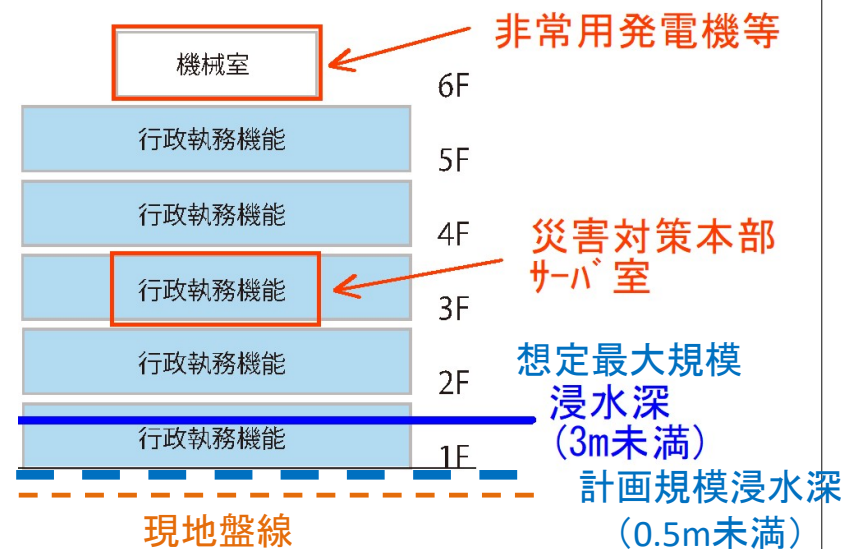 非常用発電機等
機械室
6F
行政執務機能
5F
行政執務機能
4F
災害対策本部
ｻｰﾊﾞ室
行政執務機能
3F
行政執務機能
2F
想定最大規模
浸水深
(3m未満)
行政執務機能
1F
計画規模浸水深
（0.5m未満）
現地盤線